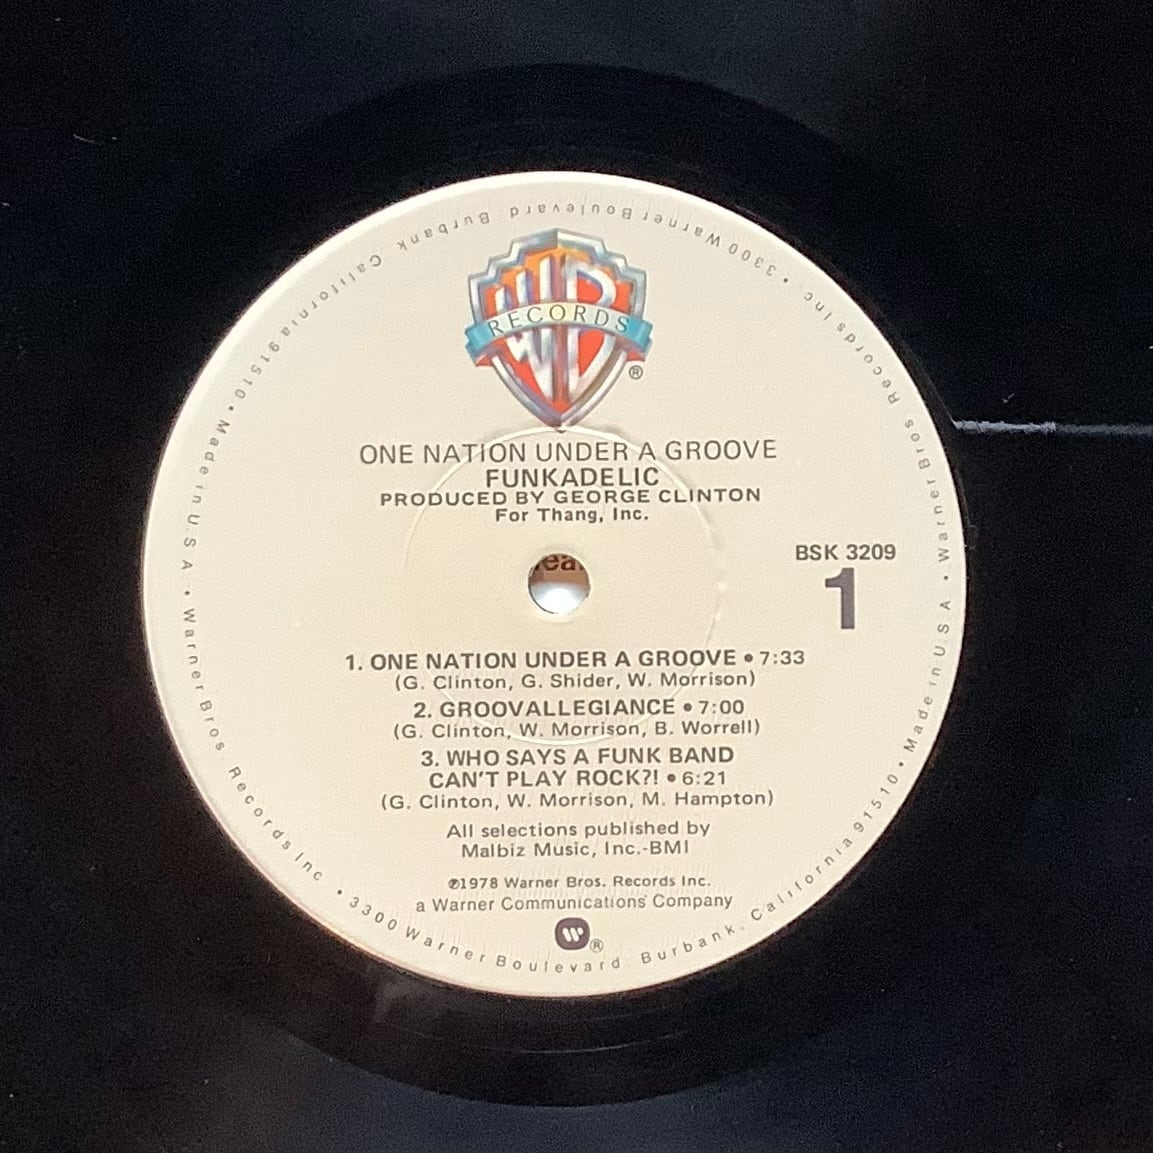 RECORDS
®
ONE NATION UNDER A GROOVE
FUNKADELIC
PRODUCED BY GEORGE CLINTON
For Thang, Inc.
BSK 3209
1
1. ONE NATION UNDER A GROOVE • 7:33
(G. Clinton, G. Shider, W. Morrison)
2. GROOVALLEGIANCE • 7:00
(G. Clinton, W. Morrison, B. Worrell)
3. WHO SAYS A FUNK BAND
CAN'T PLAY ROCK?! • 6:21
(G. Clinton, W. Morrison, M. Hampton)
All selections published by
Malbiz Music, Inc.-BMI
℗1978 Warner Bros. Records Inc.
a Warner Communications Company
®
Warner Bros. Records Inc • 3300 Warner Boulevard Burbank, California 91510 • Made in U.S.A. • Warner Bros Records Inc. • 3300 Warner Boulevard Burbank California 91510 • Made in U.S.A. •